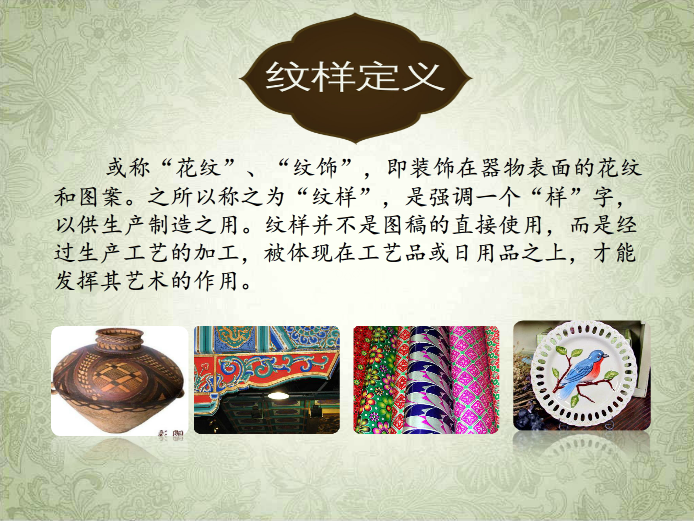 纹样定义
或称“花纹”、“纹饰”，即装饰在器物表面的花纹
和图案。之所以称之为“纹样”，是强调一个“样”字，
以供生产制造之用。纹样并不是图稿的直接使用，而是经
过生产工艺的加工，被体现在工艺品或日用品之上，才能
发挥其艺术的作用。
彩陶